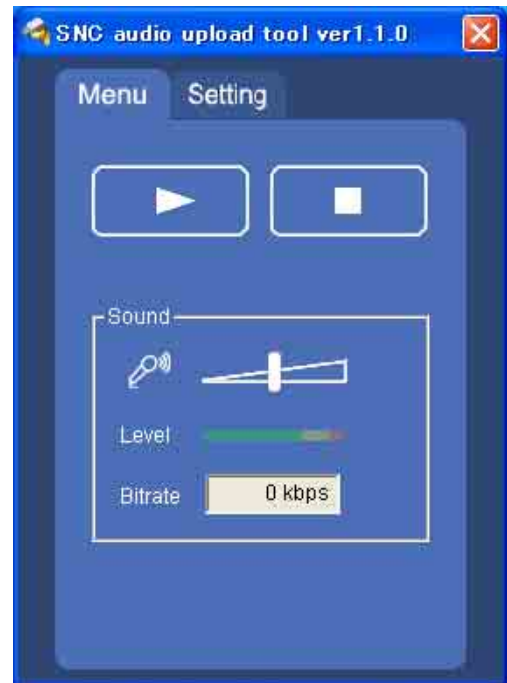 SNC audio upload tool ver1.1.0
Menu Setting
Sound
Level
Bitrate 0 kbps